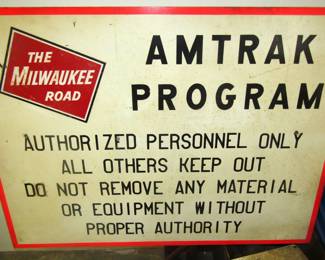 THE
MILWAUKEE
ROAD
AMTRAK
PROGRAM
AUTHORIZED PERSONNEL ONLY
ALL OTHERS KEEP OUT
DO NOT REMOVE ANY MATERIAL
OR EQUIPMENT WITHOUT
PROPER AUTHORITY